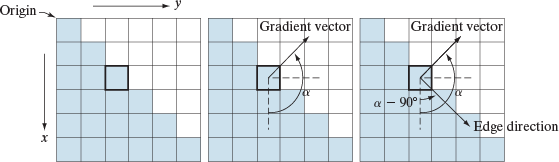 Origin
y
x
Gradient vector
α
Gradient vector
α
α − 90°
Edge direction